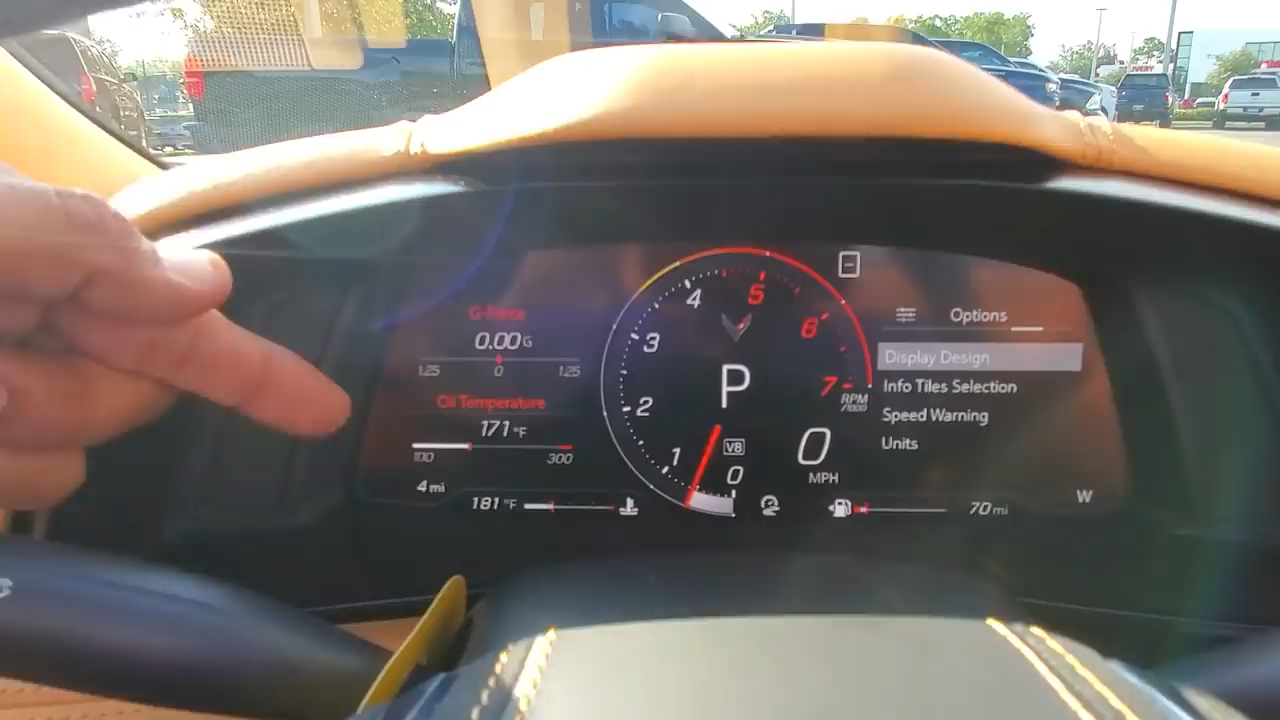 G-Force
0.00 G
1.25 0 1.25
Oil Temperature
171 °F
100 300
4 mi
181 °F
0
1
2
3
4
5
6
7
RPM
/1000
P
V8
0
MPH
Options
Display Design
Info Tiles Selection
Speed Warning
Units
70 mi
W